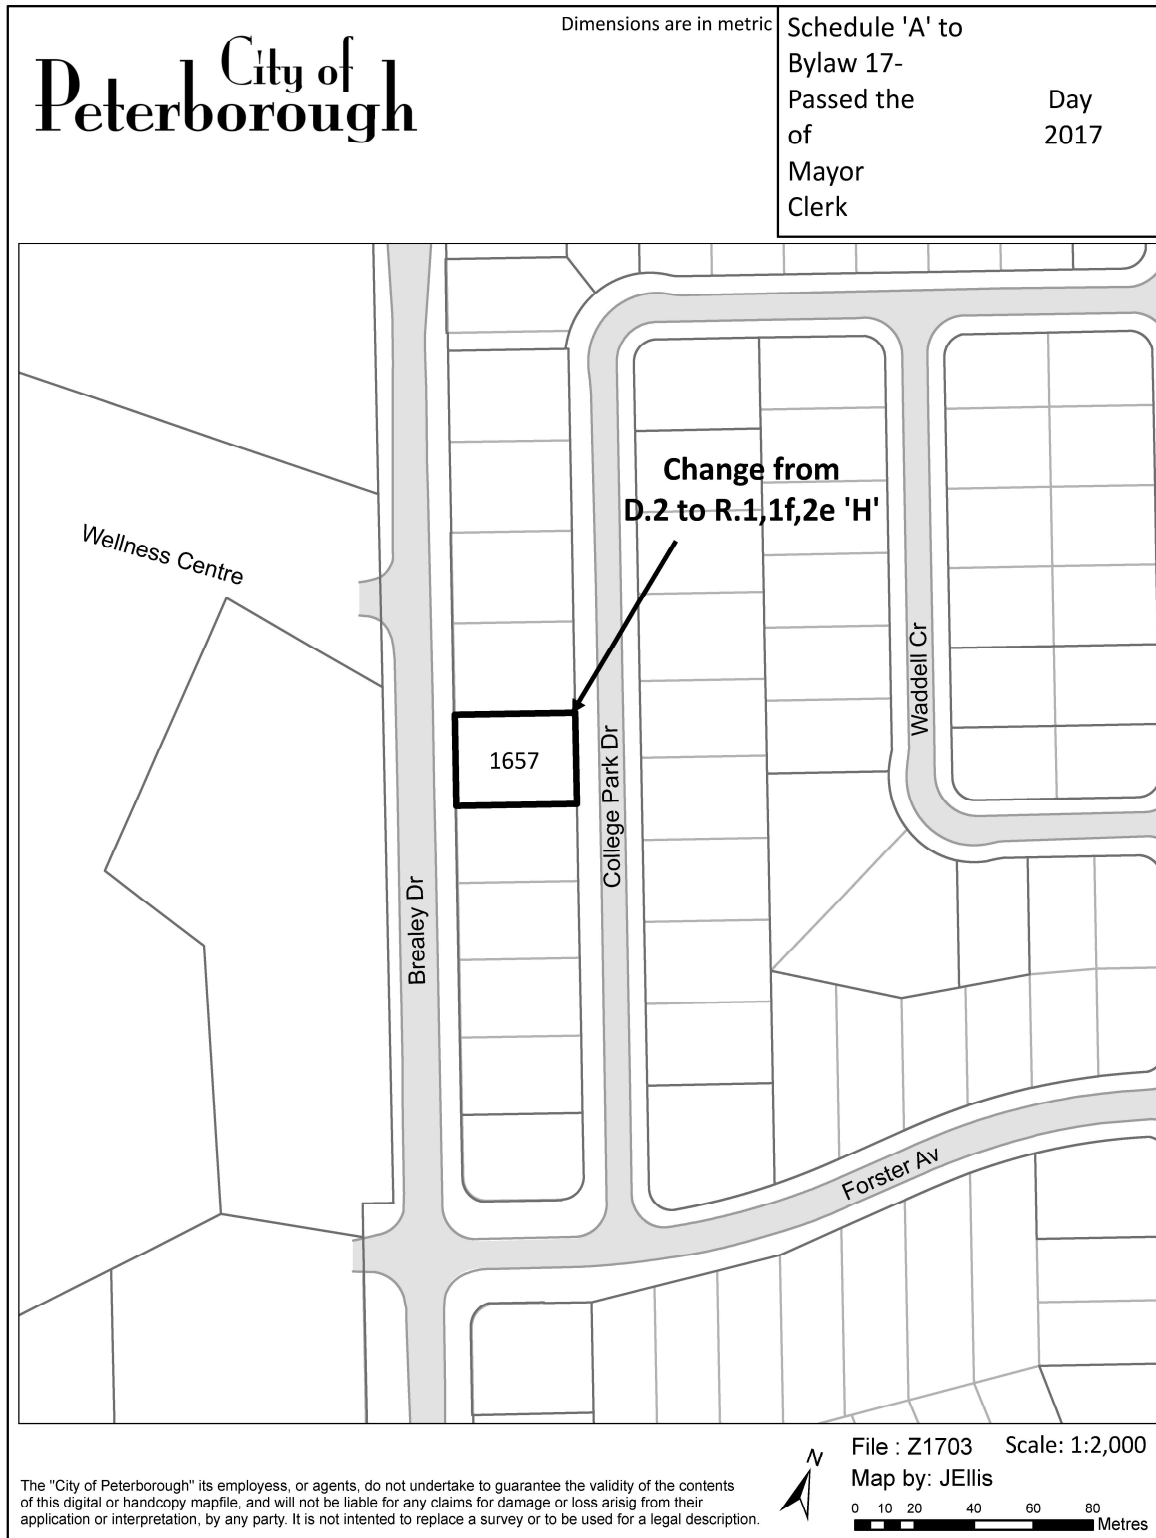 City of
Peterborough
Dimensions are in metric
Schedule 'A' to
Bylaw 17-
Passed the Day
of 2017
Mayor
Clerk
Wellness Centre
Change from
D.2 to R.1,1f,2e 'H'
1657
Brealey Dr
College Park Dr
Waddell Cr
Forster Av
The "City of Peterborough" its employess, or agents, do not undertake to guarantee the validity of the contents
of this digital or handcopy mapfile, and will not be liable for any claims for damage or loss arisig from their
application or interpretation, by any party. It is not intented to replace a survey or to be used for a legal description.
N
File : Z1703 Scale: 1:2,000
Map by: JEllis
0 10 20 40 60 80
Metres